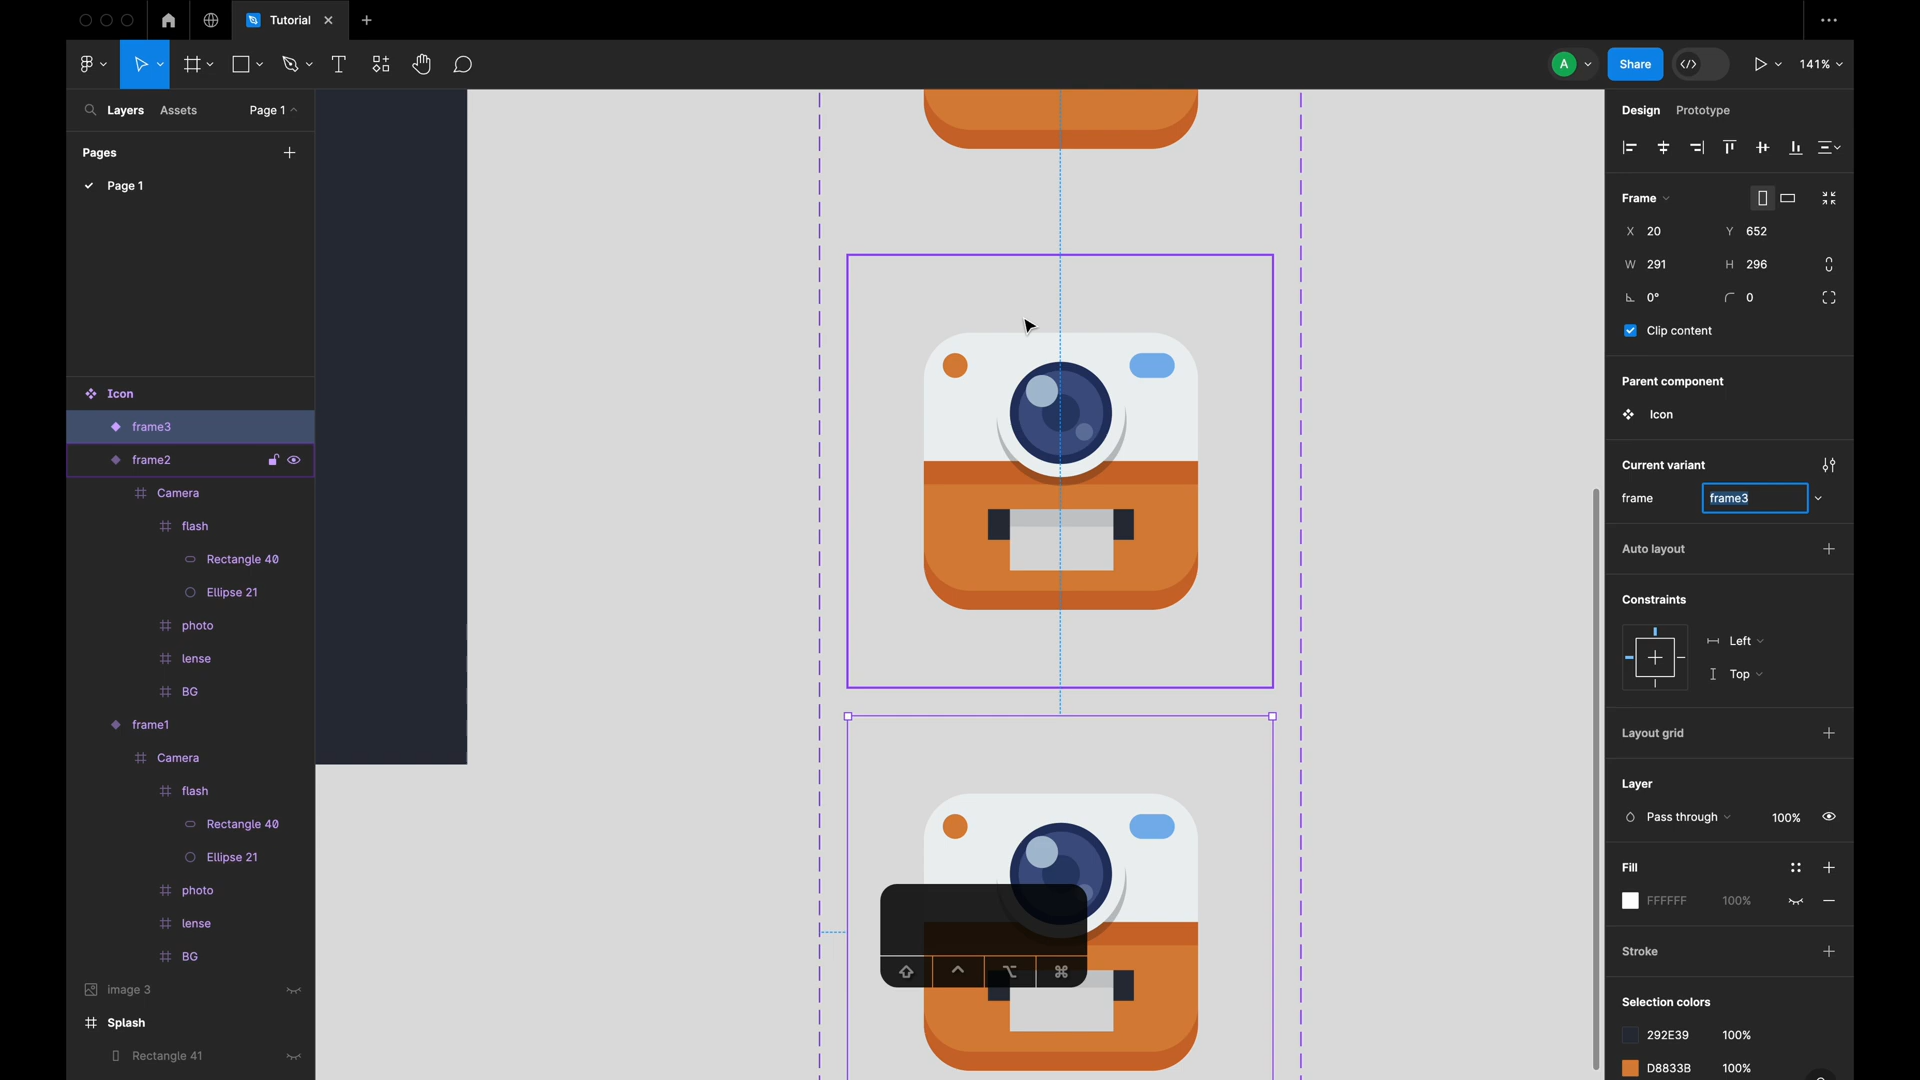 Tutorial
A
Share
141%
Layers
Assets
Page 1
Pages
Page 1
Icon
frame3
frame2
Camera
flash
Rectangle 40
Ellipse 21
photo
lense
BG
frame1
Camera
flash
Rectangle 40
Ellipse 21
photo
lense
BG
image 3
Splash
Rectangle 41
Design
Prototype
Frame
X 20
Y 652
W 291
H 296
0°
0
Clip content
Parent component
Icon
Current variant
frame
frame3
Auto layout
Constraints
Left
Top
Layout grid
Layer
Pass through
100%
Fill
FFFFFF
100%
Stroke
Selection colors
292E39
100%
D8833B
100%